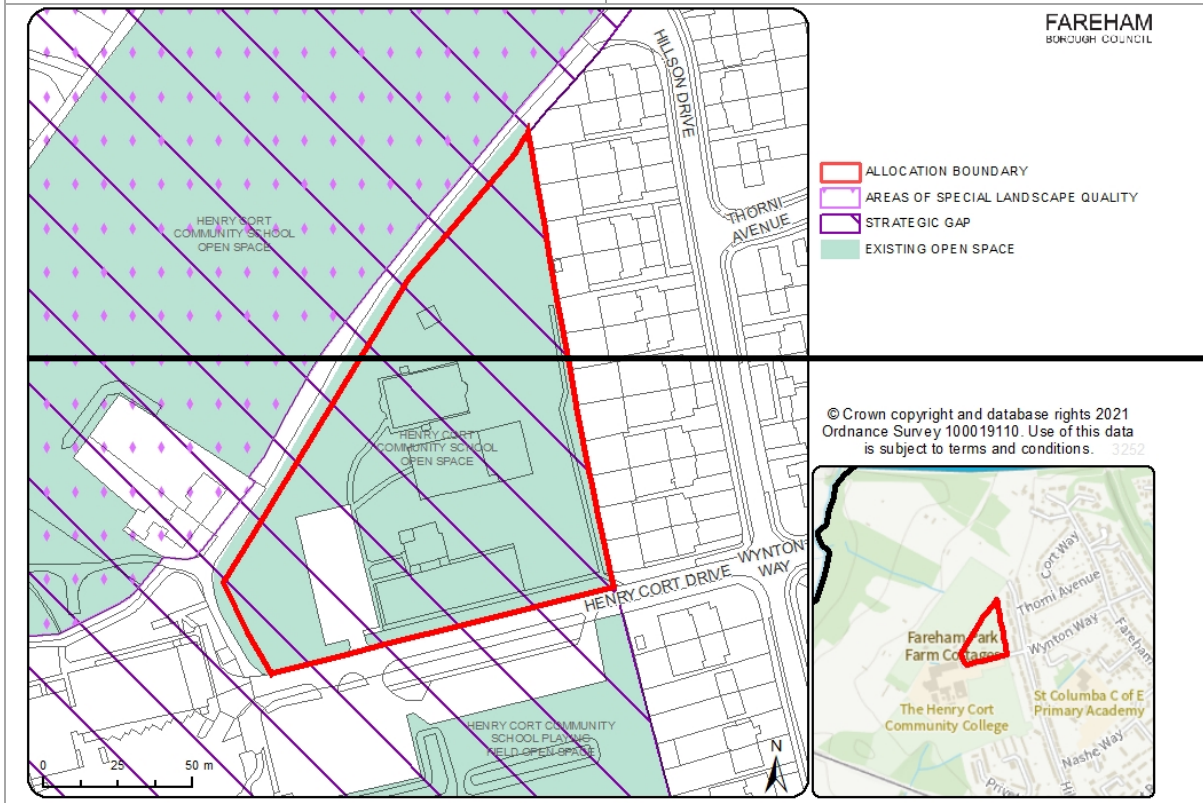 FAREHAM
BOROUGH COUNCIL
HILLSON DRIVE
THORNI
AVENUE
HENRY CORT
COMMUNITY SCHOOL
OPEN SPACE
ALLOCATION BOUNDARY
AREAS OF SPECIAL LANDSCAPE QUALITY
STRATEGIC GAP
EXISTING OPEN SPACE
HENRY CORT
COMMUNITY SCHOOL
OPEN SPACE
WYNTON
WAY
HENRY CORT DRIVE
HENRY CORT COMMUNITY
SCHOOL PLAYING
FIELD OPEN SPACE
0 25 50 m
N
© Crown copyright and database rights 2021
Ordnance Survey 100019110. Use of this data
is subject to terms and conditions. 3252
Cort Way
Thorni Avenue
Wynton Way
Fareham
Fareham Park
Farm Cottages
St Columba C of E
Primary Academy
The Henry Cort
Community College
Nashe Way